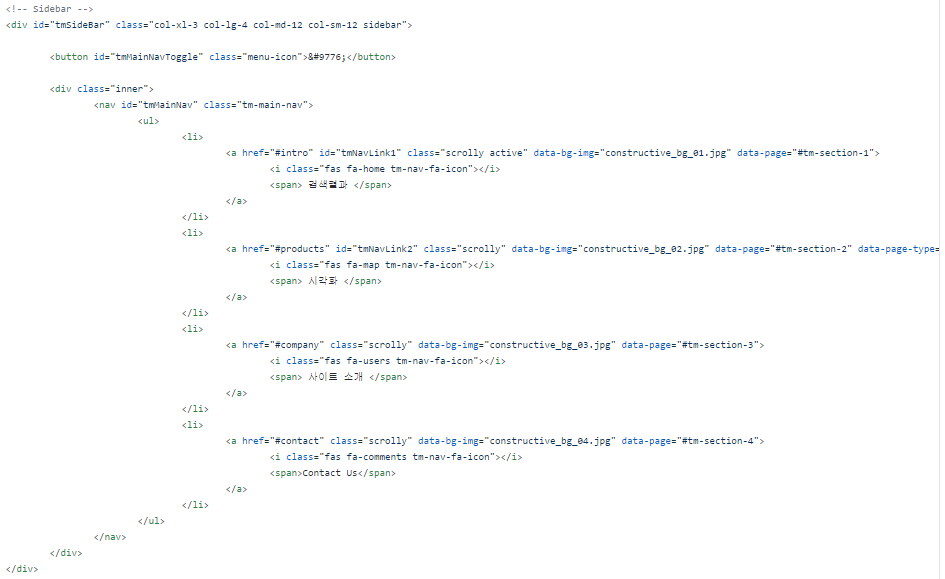 <!-- Sidebar -->
<div id="tmSideBar" class="col-xl-3 col-lg-4 col-md-12 col-sm-12 sidebar">
<button id="tmMainNavToggle" class="menu-icon">&#9776;</button>
<div class="inner">
<nav id="tmMainNav" class="tm-main-nav">
<ul>
<li>
<a href="#intro" id="tmNavLink1" class="scrolly active" data-bg-img="constructive_bg_01.jpg" data-page="#tm-section-1">
<i class="fas fa-home tm-nav-fa-icon"></i>
<span> 검색결과 </span>
</a>
</li>
<li>
<a href="#products" id="tmNavLink2" class="scrolly" data-bg-img="constructive_bg_02.jpg" data-page="#tm-section-2" data-page-type=
<i class="fas fa-map tm-nav-fa-icon"></i>
<span> 시각화 </span>
</a>
</li>
<li>
<a href="#company" class="scrolly" data-bg-img="constructive_bg_03.jpg" data-page="#tm-section-3">
<i class="fas fa-users tm-nav-fa-icon"></i>
<span> 사이트 소개 </span>
</a>
</li>
<li>
<a href="#contact" class="scrolly" data-bg-img="constructive_bg_04.jpg" data-page="#tm-section-4">
<i class="fas fa-comments tm-nav-fa-icon"></i>
<span>Contact Us</span>
</a>
</li>
</ul>
</nav>
</div>
</div>